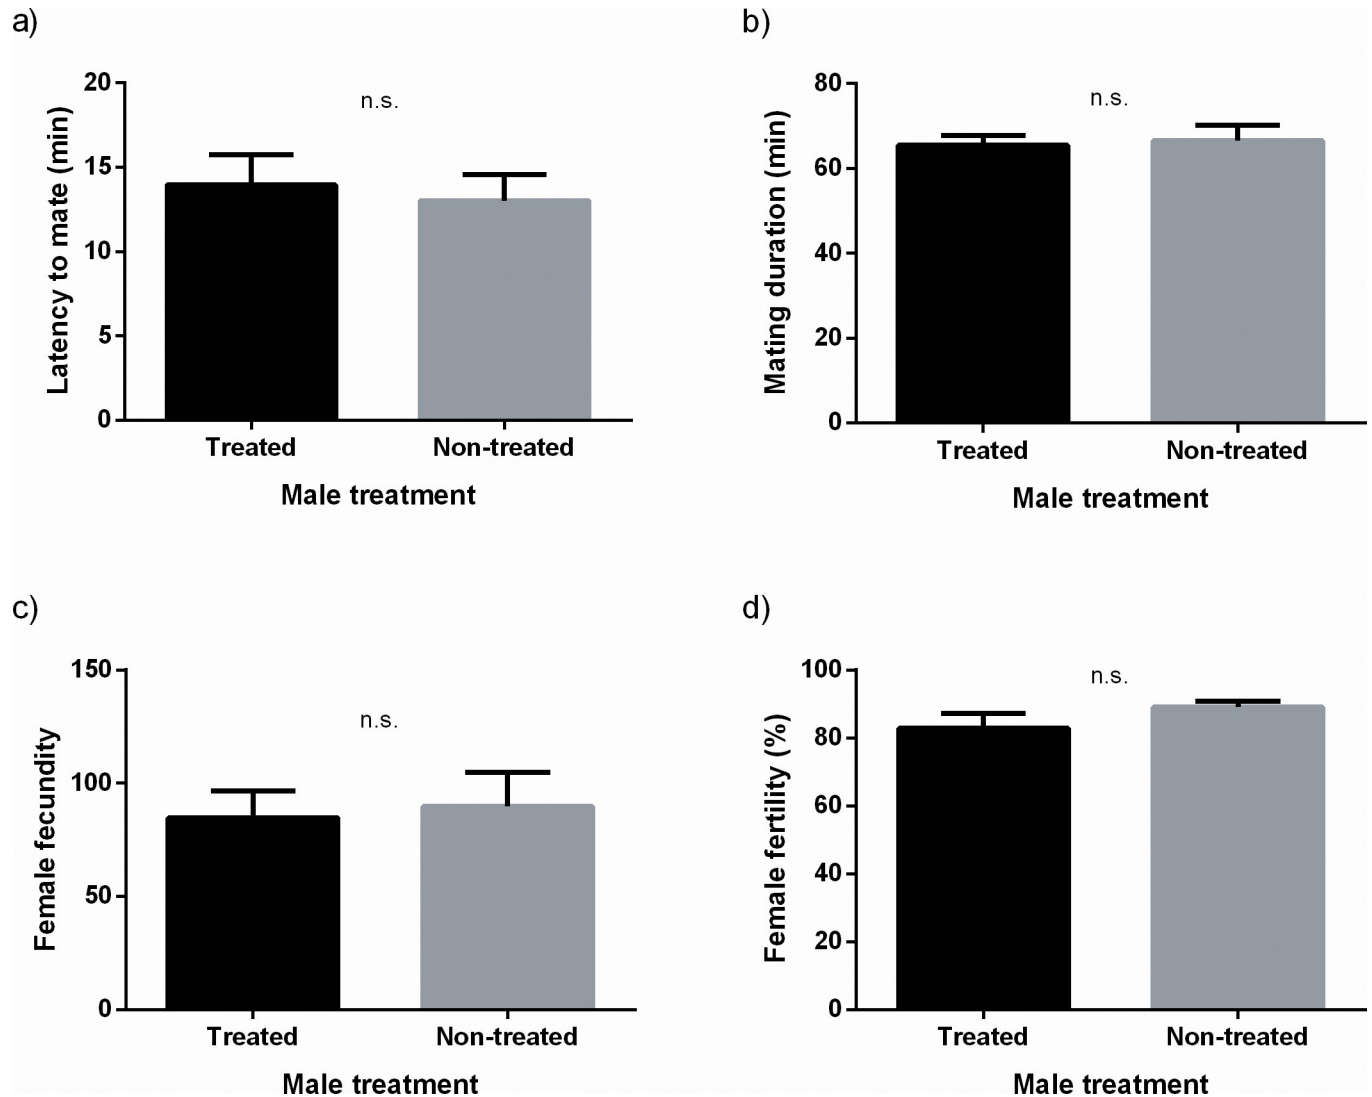 a)
Latency to mate (min)
20
15
10
5
0
n.s.
Treated
Non-treated
Male treatment
b)
Mating duration (min)
80
60
40
20
0
n.s.
Treated
Non-treated
Male treatment
c)
Female fecundity
150
100
50
0
n.s.
Treated
Non-treated
Male treatment
d)
Female fertility (%)
100
80
60
40
20
0
n.s.
Treated
Non-treated
Male treatment